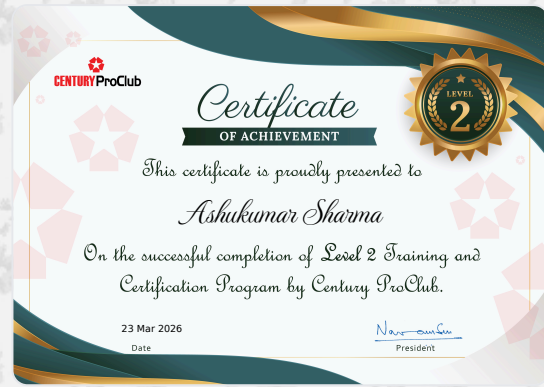 CENTURY ProClub
Certificate
OF ACHIEVEMENT
LEVEL
2
This certificate is proudly presented to
Ashukumar Sharma
On the successful completion of Level 2 Training and
Certification Program by Century ProClub.
23 Mar 2026
Date
President